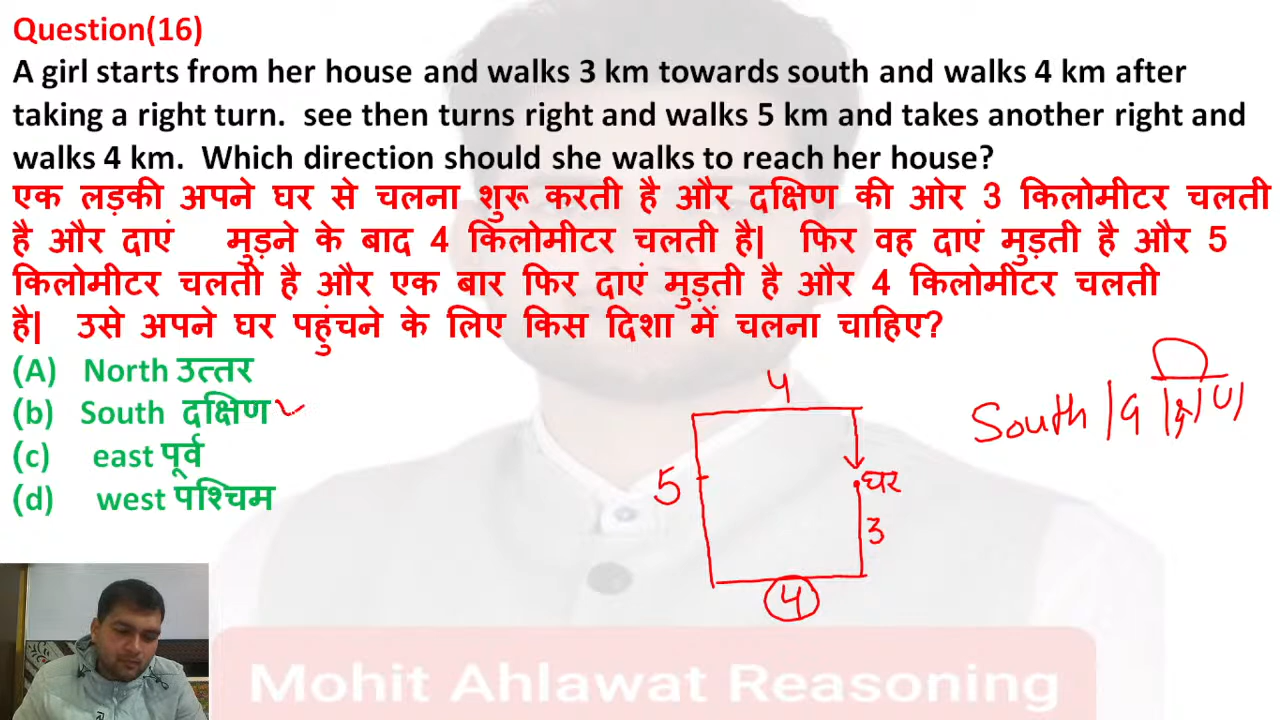 Question(16)
A girl starts from her house and walks 3 km towards south and walks 4 km after
taking a right turn.  see then turns right and walks 5 km and takes another right and
walks 4 km.  Which direction should she walks to reach her house?
एक लड़की अपने घर से चलना शुरू करती है और दक्षिण की ओर 3 किलोमीटर चलती
है और दाएं    मुड़ने के बाद 4 किलोमीटर चलती है|   फिर वह दाएं मुड़ती है और 5
किलोमीटर चलती है और एक बार फिर दाएं मुड़ती है और 4 किलोमीटर चलती
है|   उसे अपने घर पहुंचने के लिए किस दिशा में चलना चाहिए?
(A)   North उत्तर
(b)   South  दक्षिण
(c)     east पूर्व
(d)     west पश्चिम
South
4
5
घर
3
4
Mohit Ahlawat Reasoning